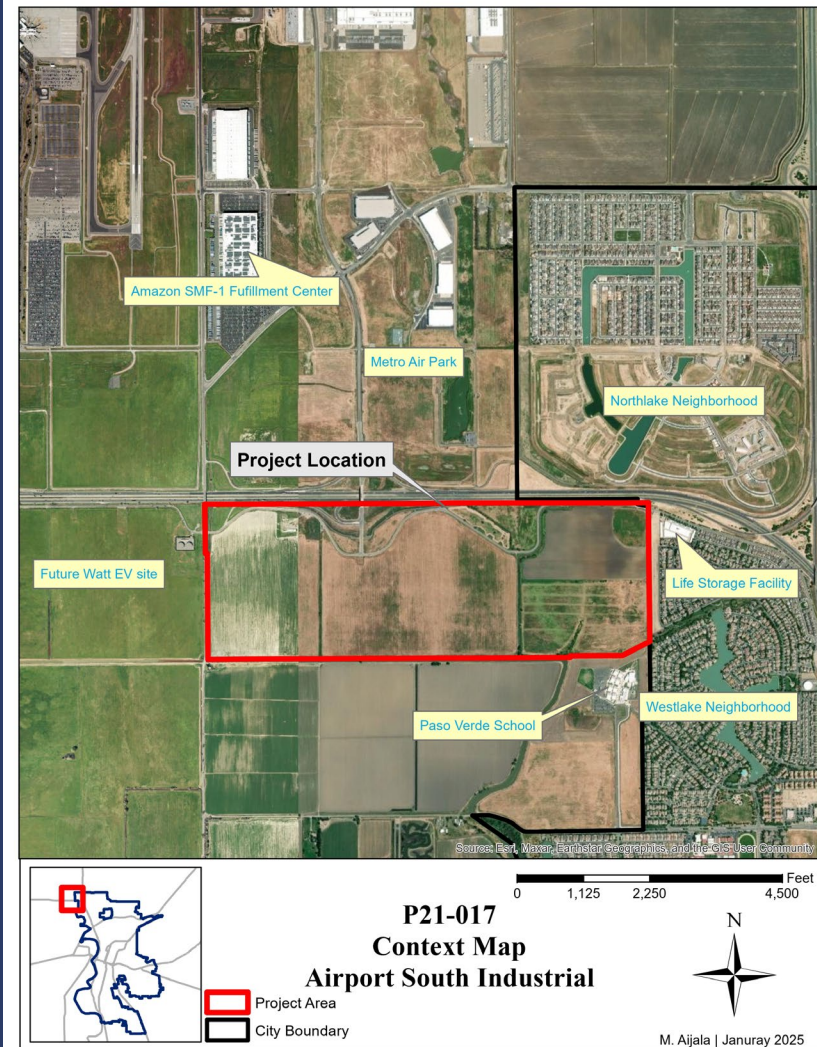 Amazon SMF-1 Fufillment Center
Metro Air Park
Northlake Neighborhood
Project Location
Future Watt EV site
Life Storage Facility
Westlake Neighborhood
Paso Verde School
Source: Esri, Maxar, Earthstar Geographics, and the GIS User Community
Feet
0 1,125 2,250 4,500
P21-017
Context Map
Airport South Industrial
N
Project Area
City Boundary
M. Aijala | Januray 2025